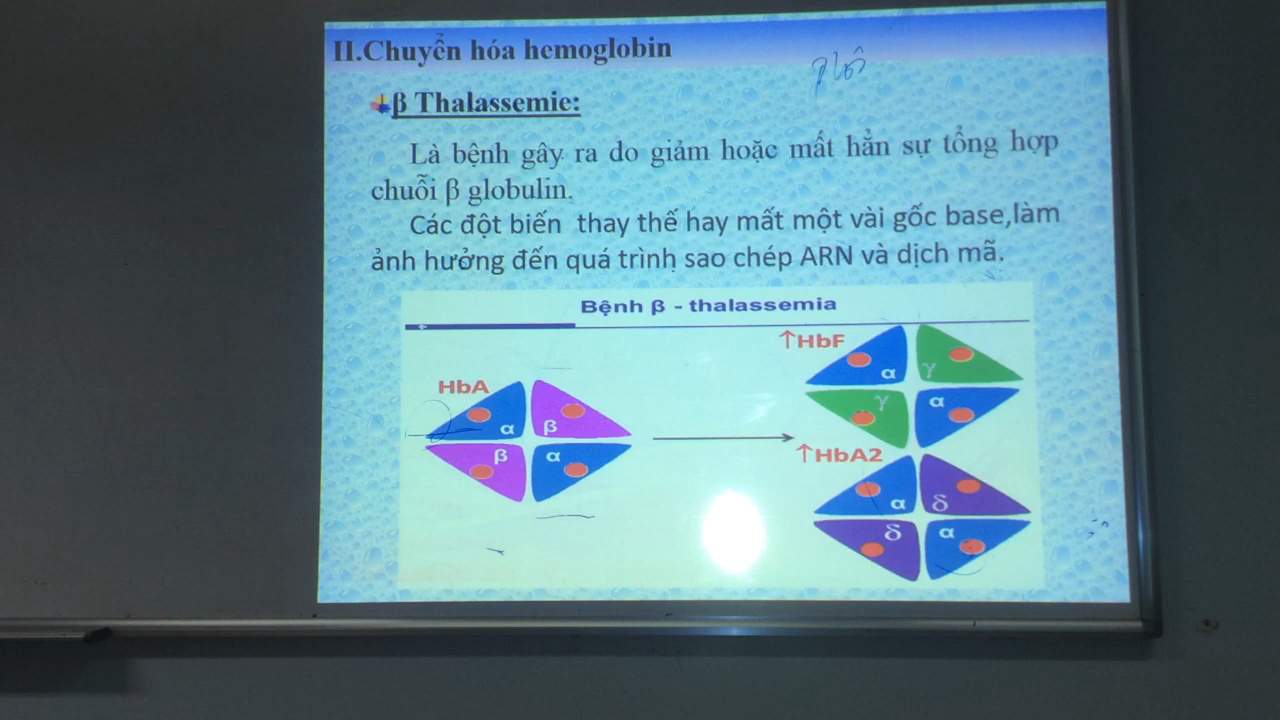 II.Chuyển hóa hemoglobin
β Thalassemie:
Là bệnh gây ra do giảm hoặc mất hẳn sự tổng hợp
chuỗi β globulin.
Các đột biến thay thế hay mất một vài gốc base,làm
ảnh hưởng đến quá trình sao chép ARN và dịch mã.
Bệnh β - thalassemia
HbA
α β
β α
↑HbF
α γ
γ α
↑HbA2
α δ
δ α